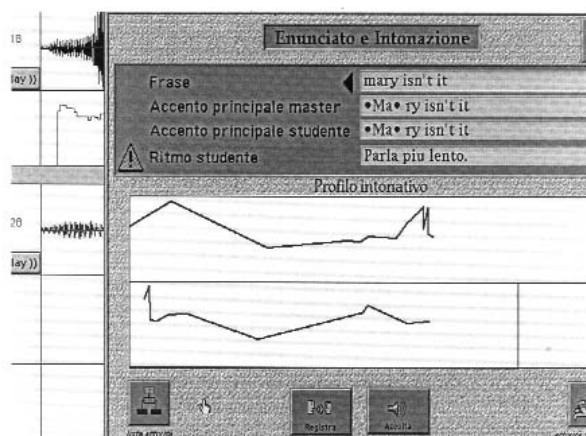 18
Enunciato e Intonazione
lay ))
Frase mary isn't it
Accento principale master •Ma• ry isn't it
Accento principale studente •Ma• ry isn't it
Ritmo studente Parla piu lento.
Profilo intonativo
28
lay ))
Registra Ascolta